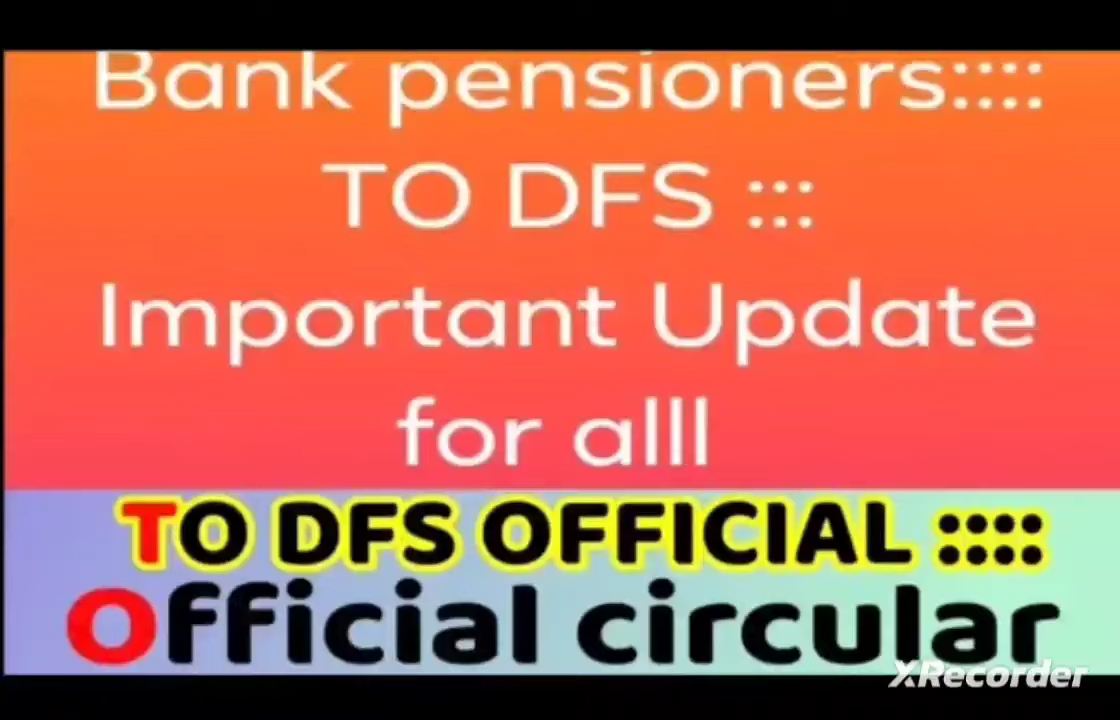 Bank pensioners::::
TO DFS :::
Important Update
for alll
TO DFS OFFICIAL ::::
Official circular
XRecorder